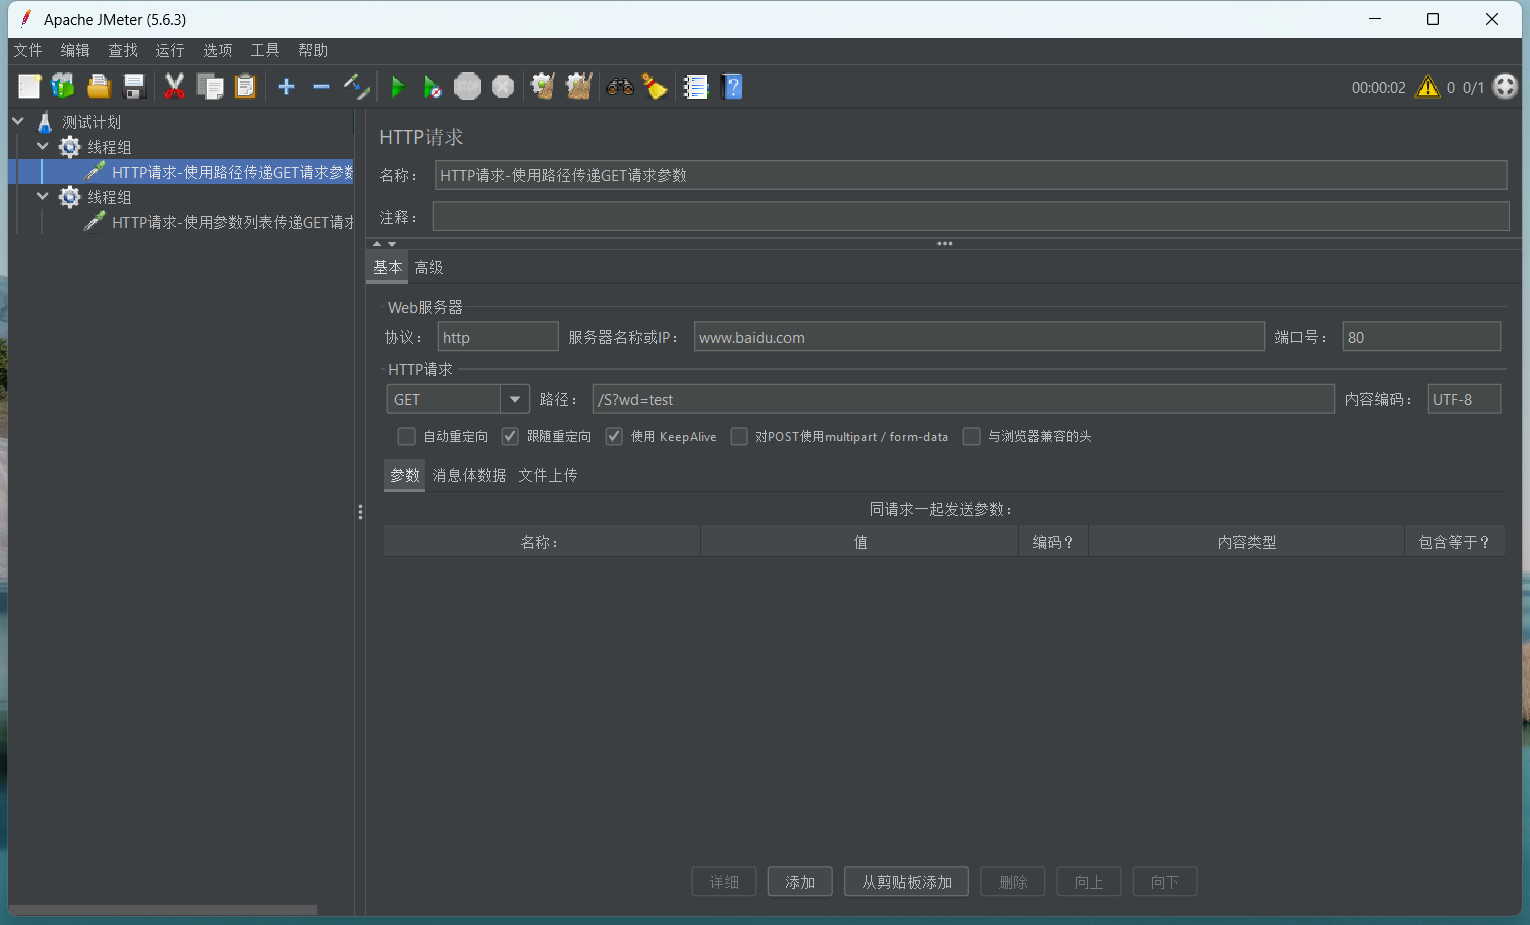 Apache JMeter (5.6.3)
文件 编辑 查找 运行 选项 工具 帮助
STOP
00:00:02 0 0/1
测试计划
线程组
HTTP请求-使用路径传递GET请求参数
线程组
HTTP请求-使用参数列表传递GET请求
HTTP请求
名称： HTTP请求-使用路径传递GET请求参数
注释：
基本 高级
Web服务器
协议： http 服务器名称或IP： www.baidu.com 端口号： 80
HTTP请求
GET 路径： /S?wd=test 内容编码： UTF-8
自动重定向 跟随重定向 使用 KeepAlive 对POST使用multipart / form-data 与浏览器兼容的头
参数 消息体数据 文件上传
同请求一起发送参数：
名称： 值 编码？ 内容类型 包含等于？
详细 添加 从剪贴板添加 删除 向上 向下